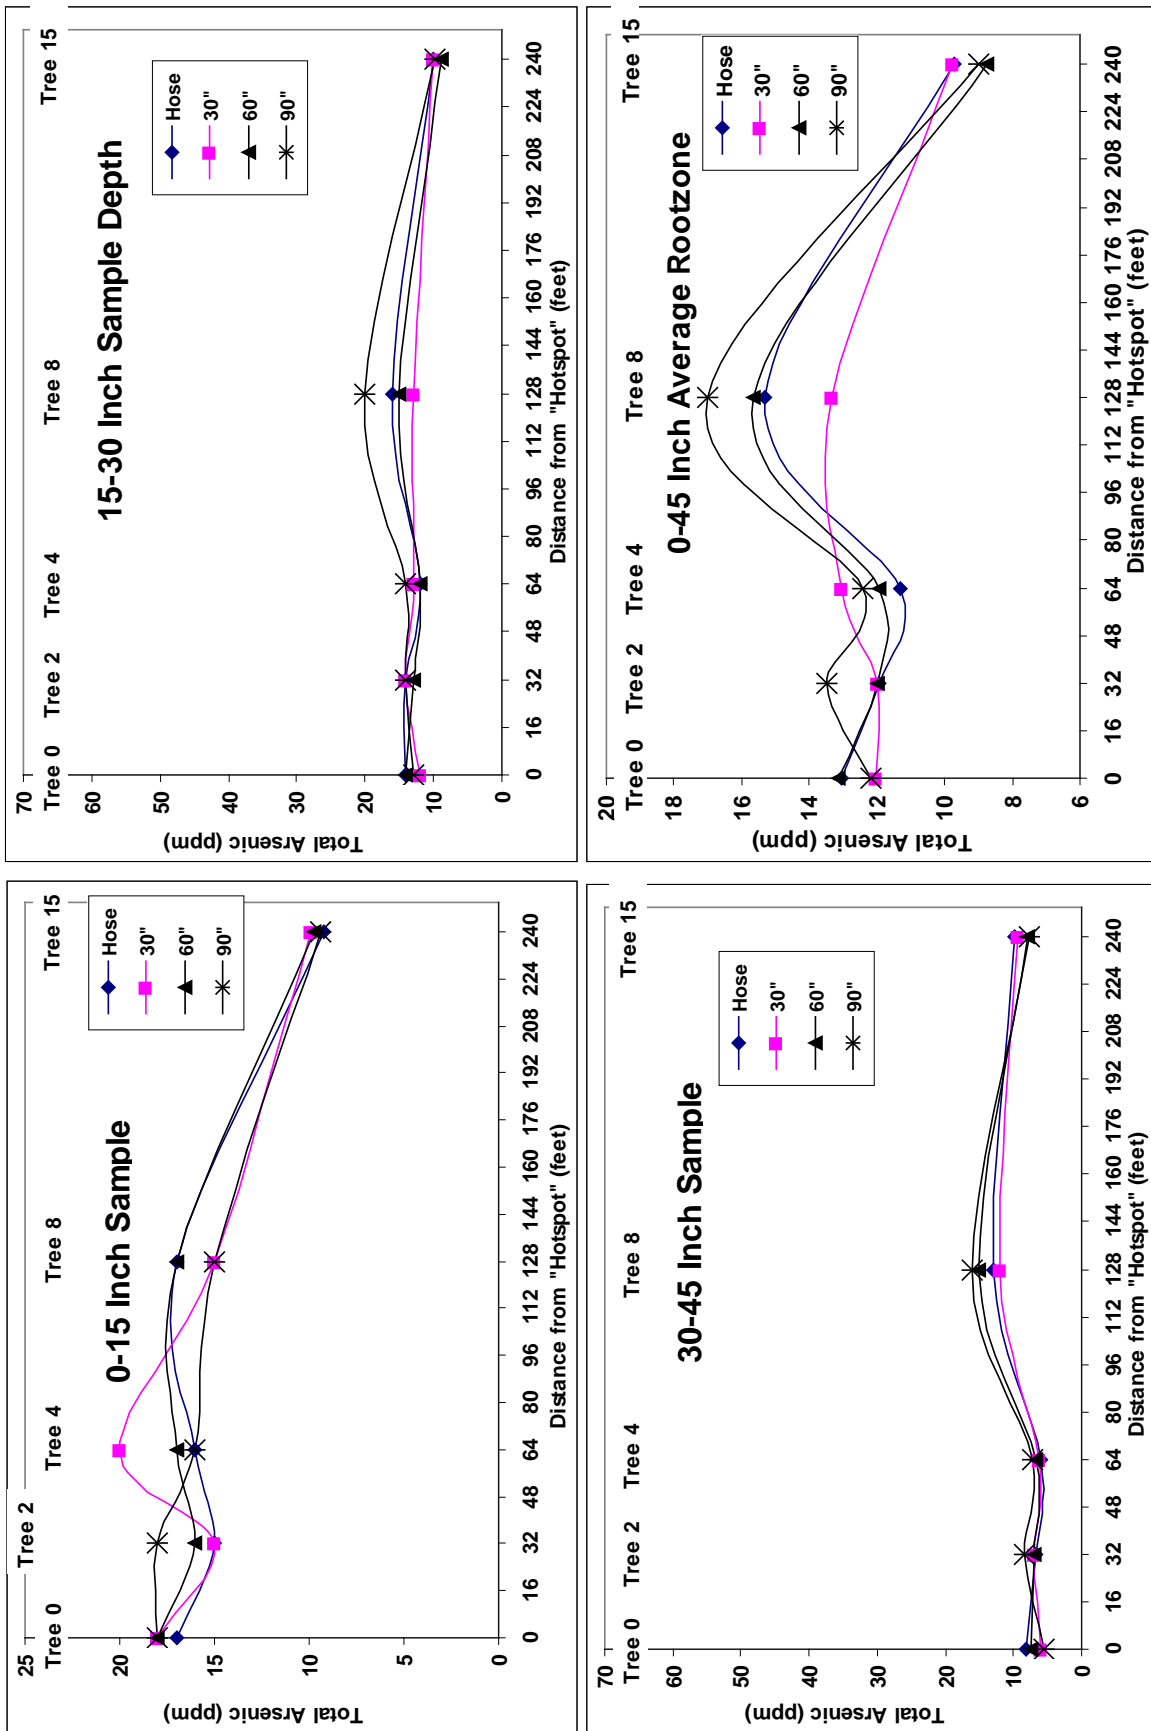 0-15 Inch Sample
Tree 0
Tree 2
Tree 4
Tree 8
Tree 15
Hose
30"
60"
90"
Total Arsenic (ppm)
25
20
15
10
5
0
0 16 32 48 64 80 96 112 128 144 160 176 192 208 224 240
Distance from "Hotspot" (feet)
15-30 Inch Sample Depth
Tree 0
Tree 2
Tree 4
Tree 8
Tree 15
Hose
30"
60"
90"
Total Arsenic (ppm)
70
60
50
40
30
20
10
0
0 16 32 48 64 80 96 112 128 144 160 176 192 208 224 240
Distance from "Hotspot" (feet)
30-45 Inch Sample
Tree 0
Tree 2
Tree 4
Tree 8
Tree 15
Hose
30"
60"
90"
Total Arsenic (ppm)
70
60
50
40
30
20
10
0
0 16 32 48 64 80 96 112 128 144 160 176 192 208 224 240
Distance from "Hotspot" (feet)
0-45 Inch Average Rootzone
Tree 0
Tree 2
Tree 4
Tree 8
Tree 15
Hose
30"
60"
90"
Total Arsenic (ppm)
20
18
16
14
12
10
8
6
0 16 32 48 64 80 96 112 128 144 160 176 192 208 224 240
Distance from "Hotspot" (feet)